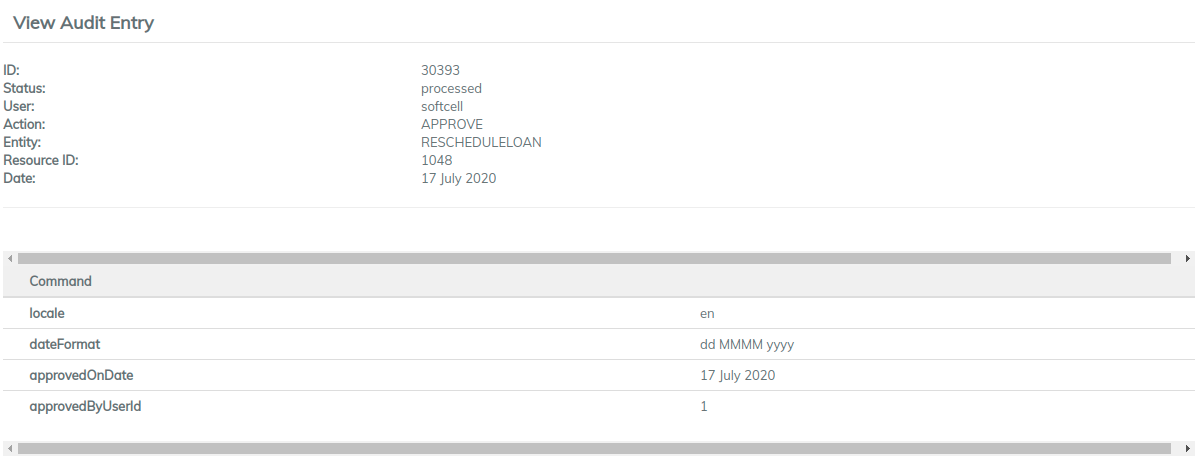 View Audit Entry
ID: 30393
Status: processed
User: softcell
Action: APPROVE
Entity: RESCHEDULELOAN
Resource ID: 1048
Date: 17 July 2020
Command
locale en
dateFormat dd MMMM yyyy
approvedOnDate 17 July 2020
approvedByUserId 1